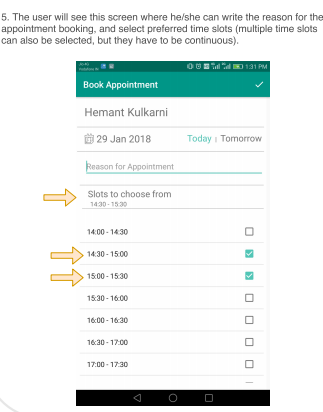 5. The user will see this screen where he/she can write the reason for the
appointment booking, and select preferred time slots (multiple time slots
can also be selected, but they have to be continuous).
1:31 PM
Book Appointment
Hemant Kulkarni
29 Jan 2018 Today | Tomorrow
Reason for Appointment
Slots to choose from
14:30 - 15:30
14:00 - 14:30
14:30 - 15:00
15:00 - 15:30
15:30 - 16:00
16:00 - 16:30
16:30 - 17:00
17:00 - 17:30